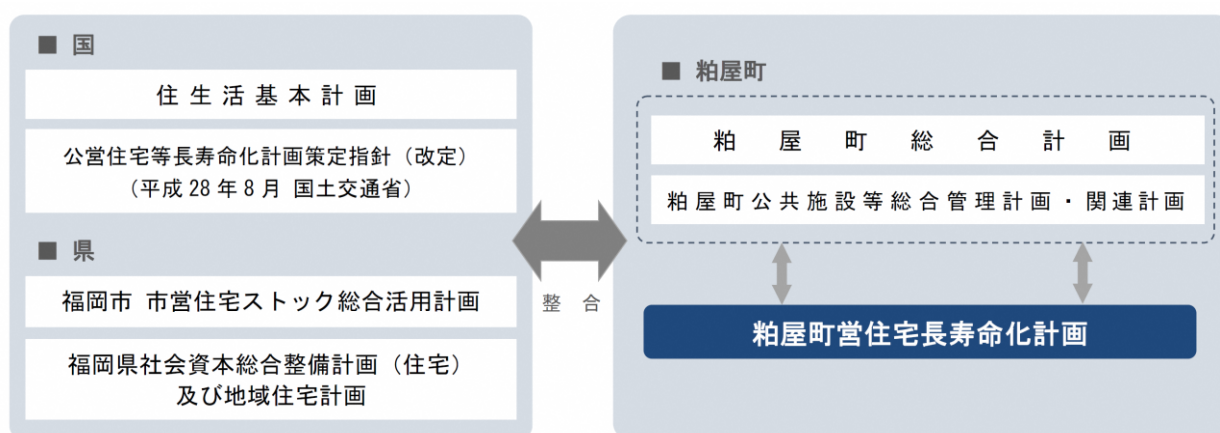 ■ 国
住生活基本計画
公営住宅等長寿命化計画策定指針（改定）
（平成 28 年 8 月 国土交通省）
■ 県
福岡市 市営住宅ストック総合活用計画
福岡県社会資本総合整備計画（住宅）
及び地域住宅計画
整 合
■ 粕屋町
粕屋町総合計画
粕屋町公共施設等総合管理計画・関連計画
粕屋町営住宅長寿命化計画